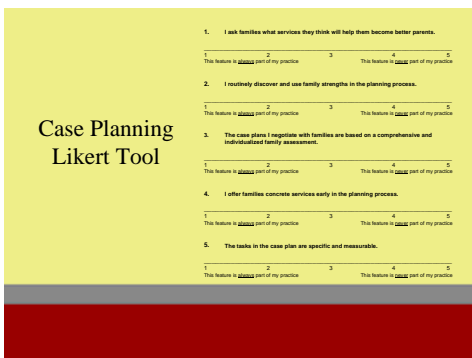 Case Planning
Likert Tool
1. I ask families what services they think will help them become better parents.
1 2 3 4 5
This feature is always part of my practice This feature is never part of my practice
2. I routinely discover and use family strengths in the planning process.
1 2 3 4 5
This feature is always part of my practice This feature is never part of my practice
3. The case plans I negotiate with families are based on a comprehensive and
individualized family assessment.
1 2 3 4 5
This feature is always part of my practice This feature is never part of my practice
4. I offer families concrete services early in the planning process.
1 2 3 4 5
This feature is always part of my practice This feature is never part of my practice
5. The tasks in the case plan are specific and measurable.
1 2 3 4 5
This feature is always part of my practice This feature is never part of my practice